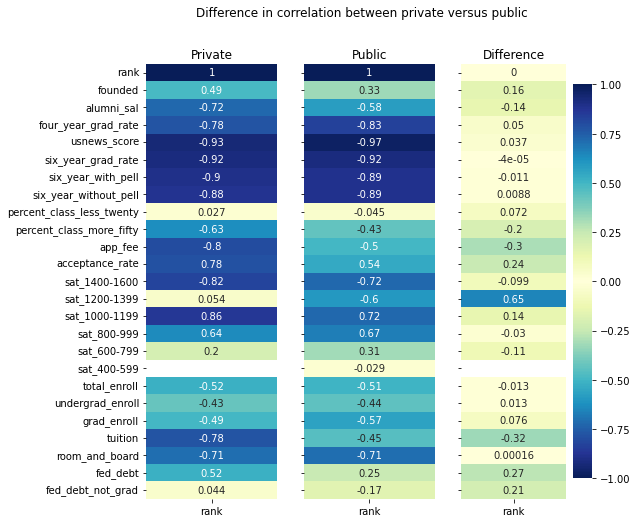 Difference in correlation between private versus public
Private Public Difference
rank 1 1 0
founded 0.49 0.33 0.16
alumni_sal -0.72 -0.58 -0.14
four_year_grad_rate -0.78 -0.83 0.05
usnews_score -0.93 -0.97 0.037
six_year_grad_rate -0.92 -0.92 -4e-05
six_year_with_pell -0.9 -0.89 -0.011
six_year_without_pell -0.88 -0.89 0.0088
percent_class_less_twenty 0.027 -0.045 0.072
percent_class_more_fifty -0.63 -0.43 -0.2
app_fee -0.8 -0.5 -0.3
acceptance_rate 0.78 0.54 0.24
sat_1400-1600 -0.82 -0.72 -0.099
sat_1200-1399 0.054 -0.6 0.65
sat_1000-1199 0.86 0.72 0.14
sat_800-999 0.64 0.67 -0.03
sat_600-799 0.2 0.31 -0.11
sat_400-599 -0.029
total_enroll -0.52 -0.51 -0.013
undergrad_enroll -0.43 -0.44 0.013
grad_enroll -0.49 -0.57 0.076
tuition -0.78 -0.45 -0.32
room_and_board -0.71 -0.71 0.00016
fed_debt 0.52 0.25 0.27
fed_debt_not_grad 0.044 -0.17 0.21
rank rank rank
1.00
0.75
0.50
0.25
0.00
−0.25
−0.50
−0.75
−1.00